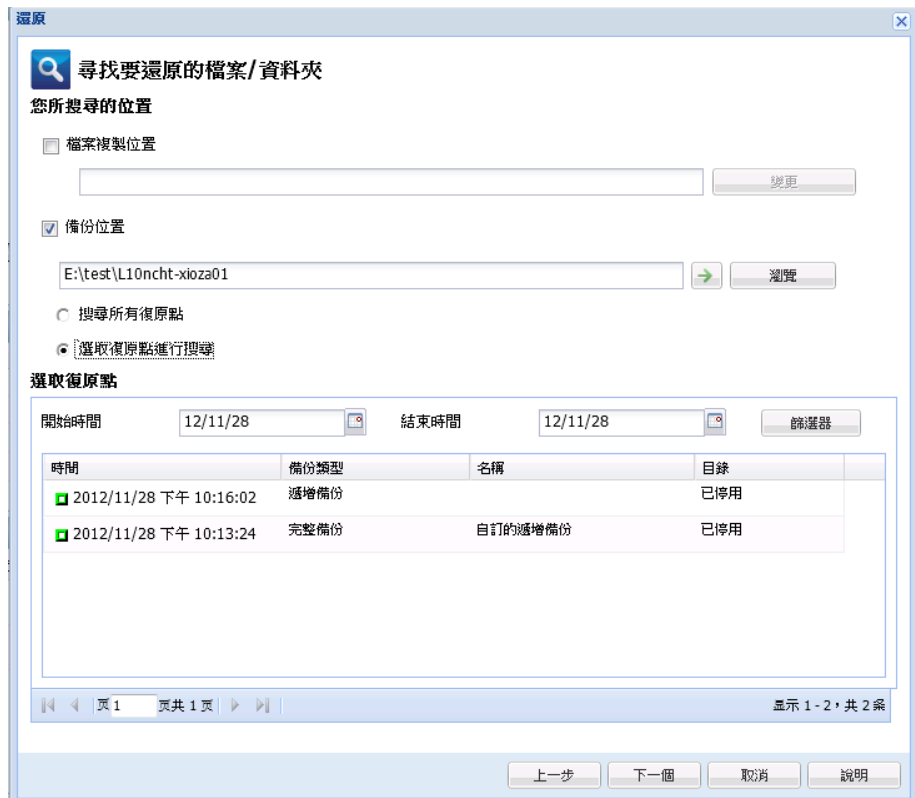 還原
尋找要還原的檔案/資料夾
您所搜尋的位置
檔案複製位置
變更
備份位置
E:\test\L10ncht-xioza01
瀏覽
搜尋所有復原點
選取復原點進行搜尋
選取復原點
開始時間 12/11/28 結束時間 12/11/28 篩選器
時間 備份類型 名稱 目錄
2012/11/28 下午 10:16:02 遞增備份 已停用
2012/11/28 下午 10:13:24 完整備份 自訂的遞增備份 已停用
页 1 页共 1 页 显示 1 - 2，共 2 条
上一步 下一個 取消 說明